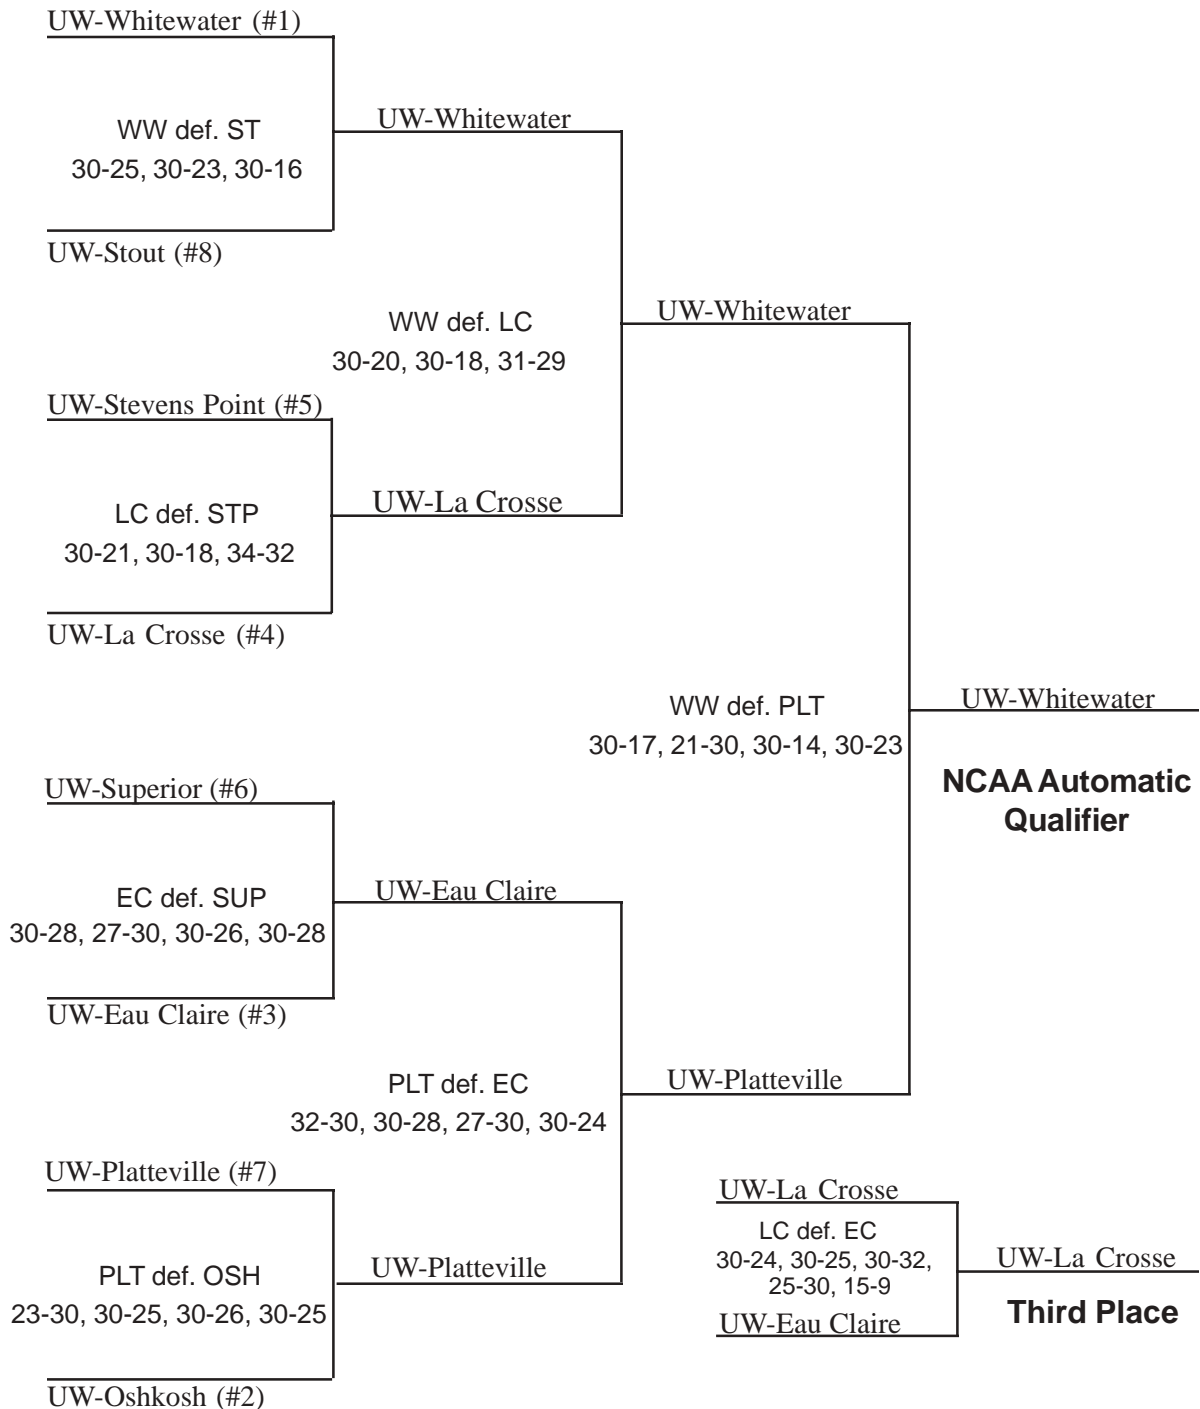 UW-Whitewater (#1)
WW def. ST
30-25, 30-23, 30-16
UW-Stout (#8)
UW-Whitewater
WW def. LC
30-20, 30-18, 31-29
UW-Stevens Point (#5)
LC def. STP
30-21, 30-18, 34-32
UW-La Crosse (#4)
UW-La Crosse
UW-Whitewater
WW def. PLT
30-17, 21-30, 30-14, 30-23
UW-Whitewater
NCAA Automatic
Qualifier
UW-Superior (#6)
EC def. SUP
30-28, 27-30, 30-26, 30-28
UW-Eau Claire (#3)
UW-Eau Claire
PLT def. EC
32-30, 30-28, 27-30, 30-24
UW-Platteville
UW-Platteville (#7)
PLT def. OSH
23-30, 30-25, 30-26, 30-25
UW-Oshkosh (#2)
UW-Platteville
UW-La Crosse
LC def. EC
30-24, 30-25, 30-32,
25-30, 15-9
UW-Eau Claire
UW-La Crosse
Third Place